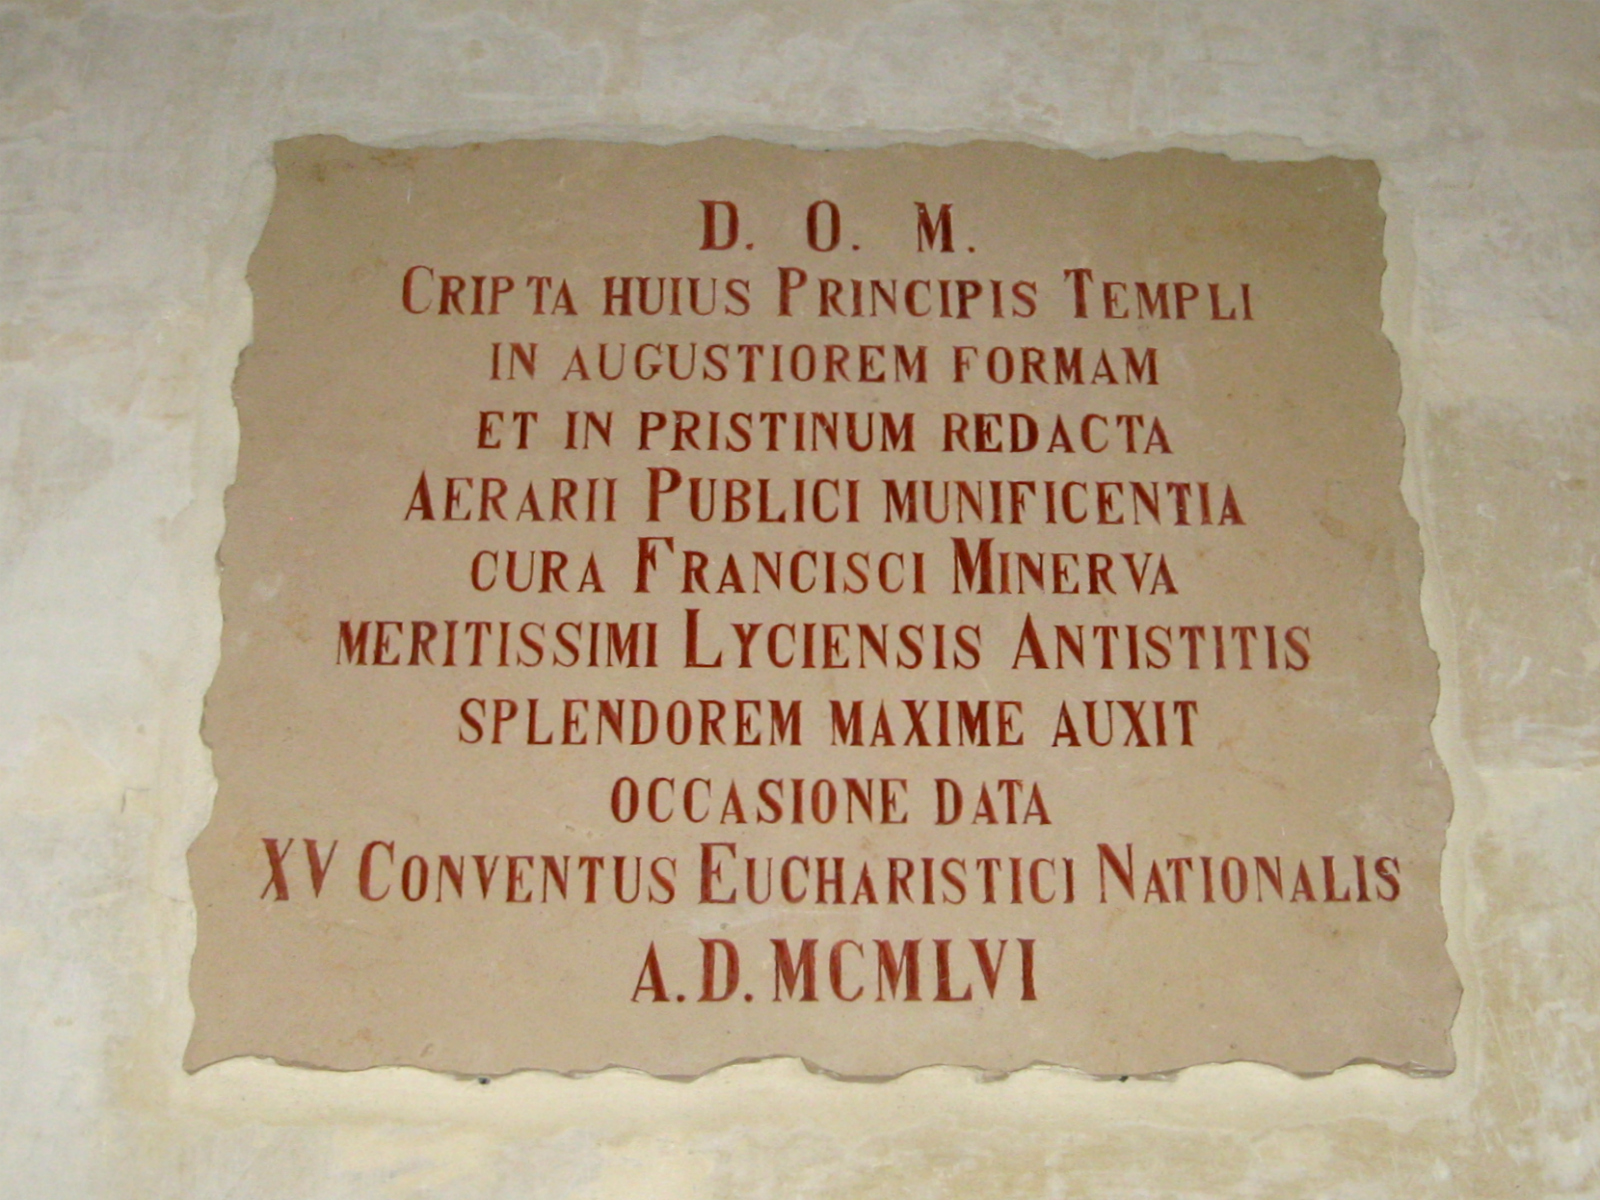 D. O. M.
CRIPTA HUIUS PRINCIPIS TEMPLI
IN AUGUSTIOREM FORMAM
ET IN PRISTINUM REDACTA
AERARII PUBLICI MUNIFICENTIA
CURA FRANCISCI MINERVA
MERITISSIMI LYCIENSIS ANTISTITIS
SPLENDOREM MAXIME AUXIT
OCCASIONE DATA
XV CONVENTUS EUCHARISTICI NATIONALIS
A.D. MCMLVI